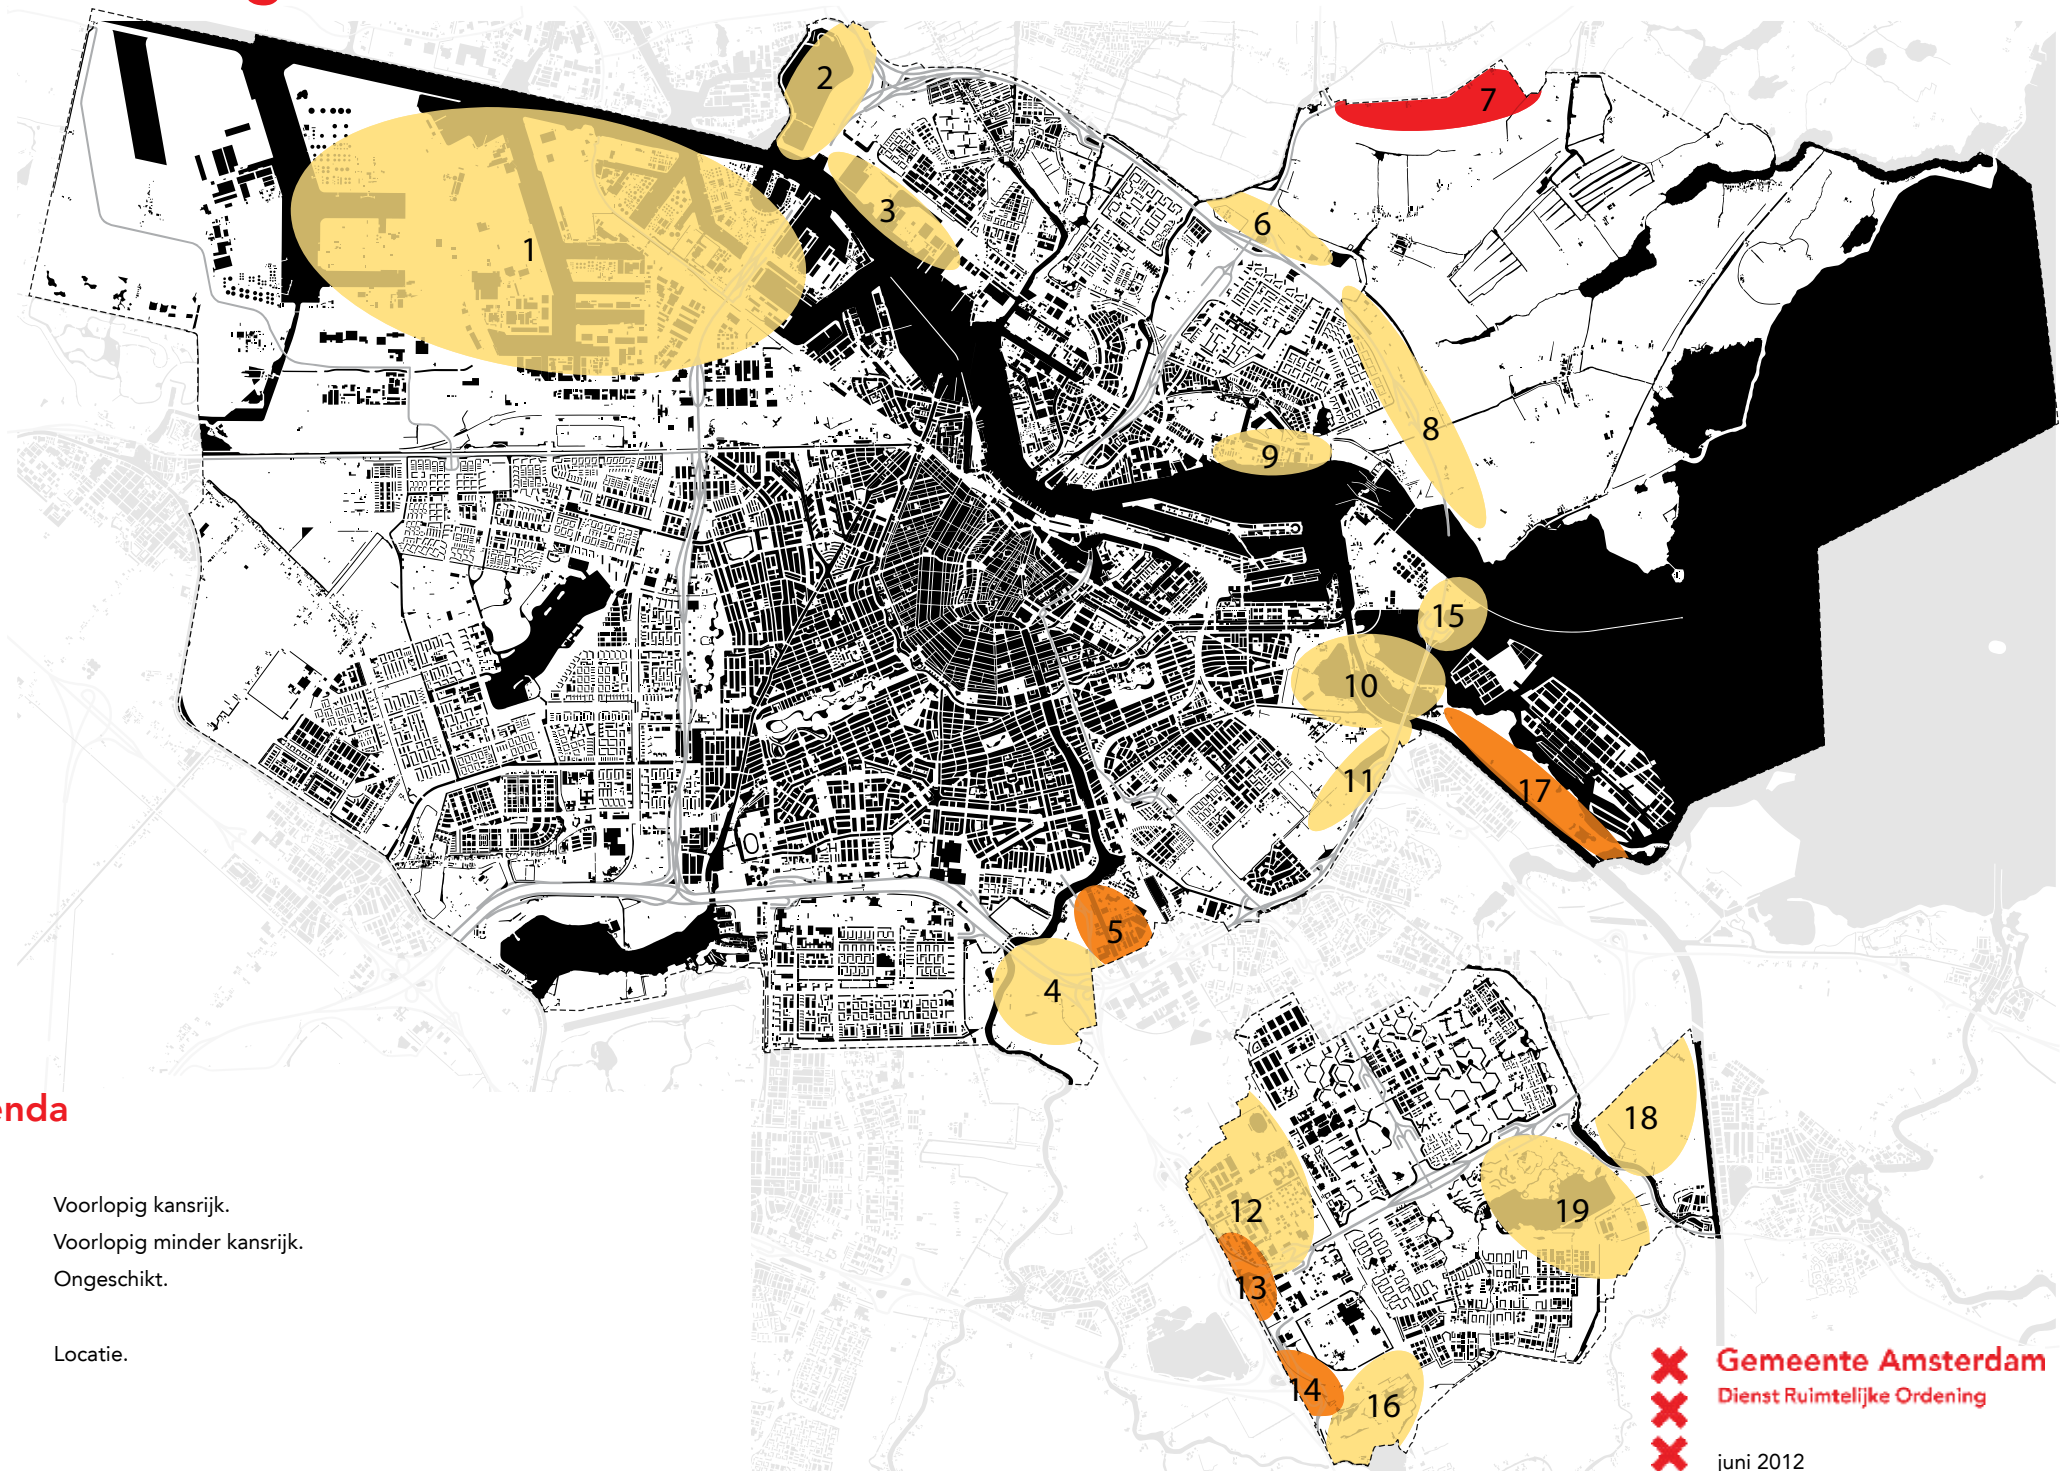 2
7
3
6
1
8
9
15
10
11
17
5
4
18
12
19
13
14
16
enda
Voorlopig kansrijk.
Voorlopig minder kansrijk.
Ongeschikt.
Locatie.
Gemeente Amsterdam
Dienst Ruimtelijke Ordening
juni 2012